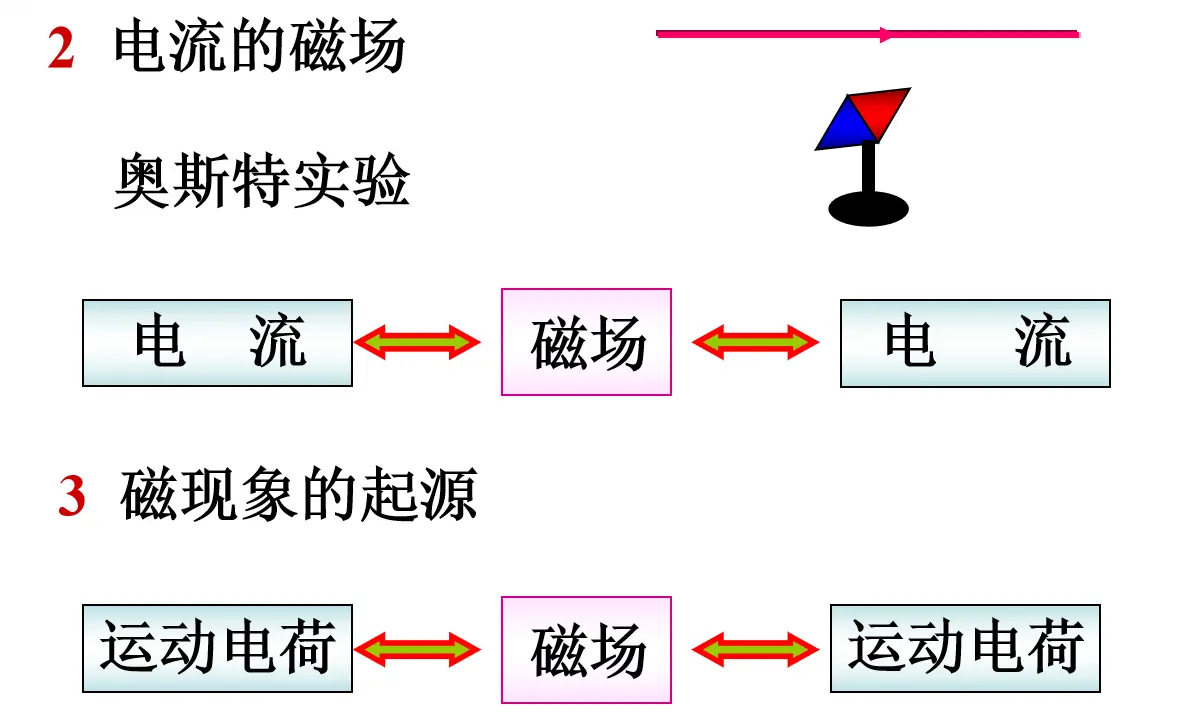 2 电流的磁场
奥斯特实验
电 流 磁场 电 流
3 磁现象的起源
运动电荷 磁场 运动电荷